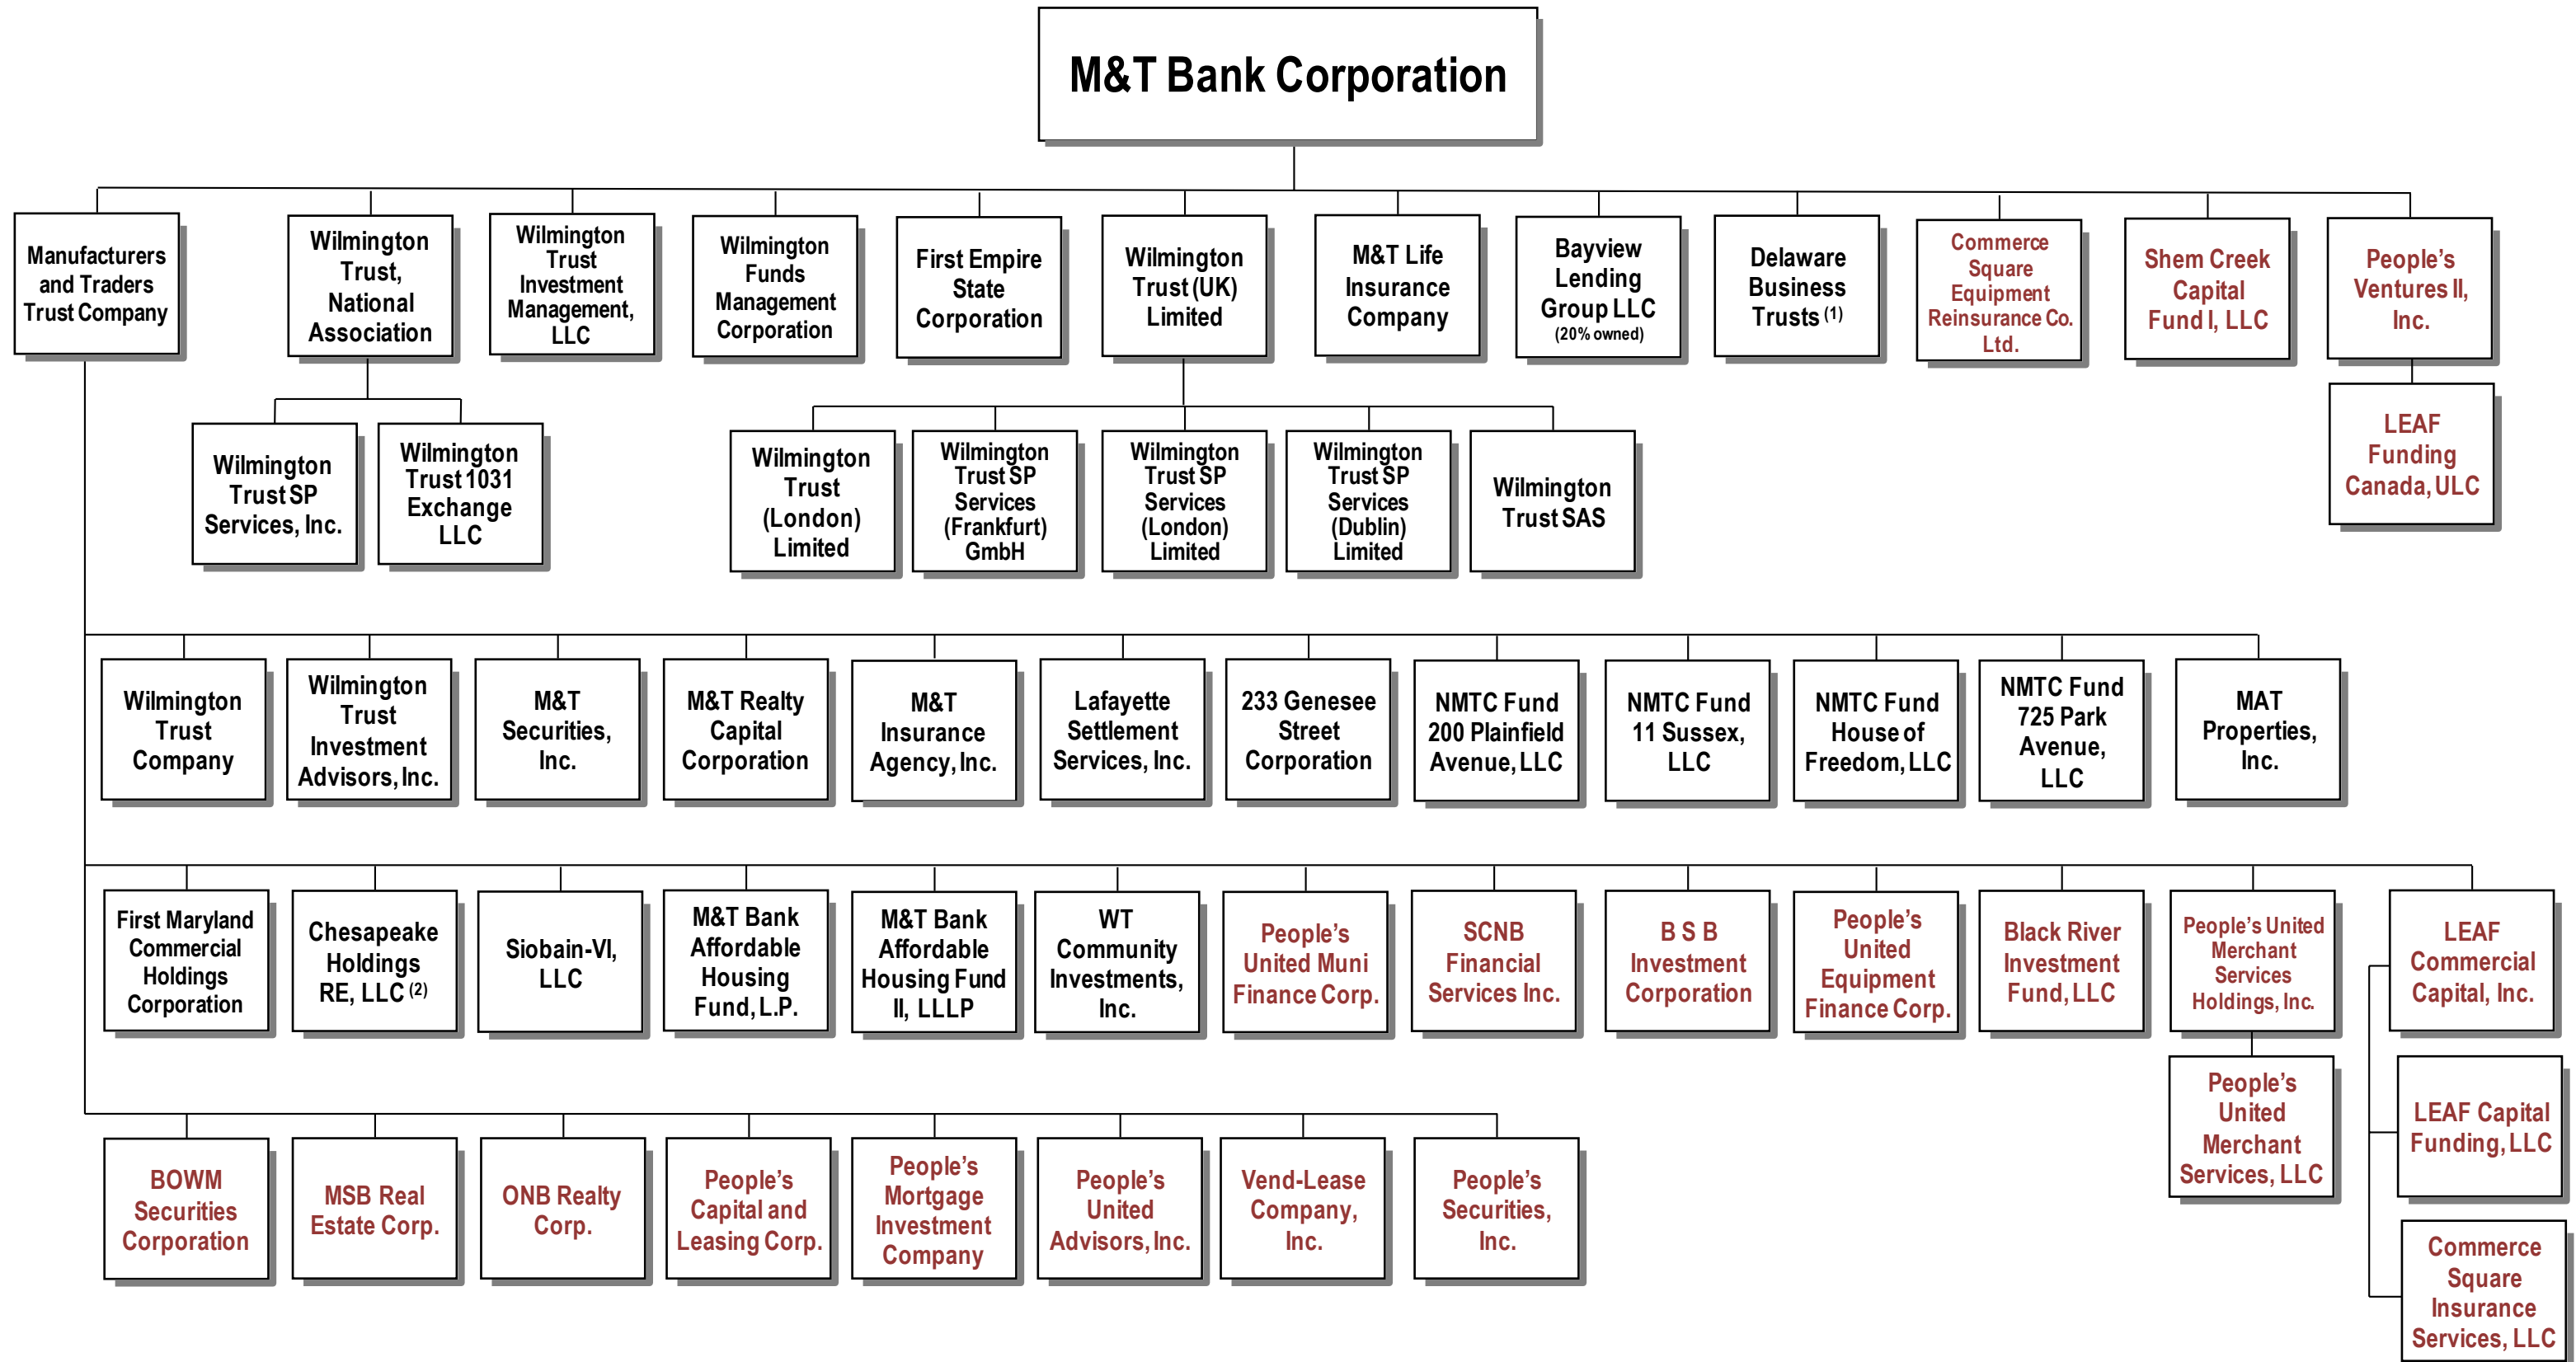 M&T Bank Corporation
Manufacturers
and Traders
Trust Company
Wilmington
Trust,
National
Association
Wilmington
Trust
Investment
Management,
LLC
Wilmington
Funds
Management
Corporation
First Empire
State
Corporation
Wilmington
Trust (UK)
Limited
M&T Life
Insurance
Company
Bayview
Lending
Group LLC
(20% owned)
Delaware
Business
Trusts (1)
Commerce
Square
Equipment
Reinsurance Co.
Ltd.
Shem Creek
Capital
Fund I, LLC
People's
Ventures II,
Inc.
Wilmington
Trust SP
Services, Inc.
Wilmington
Trust 1031
Exchange
LLC
Wilmington
Trust
(London)
Limited
Wilmington
Trust SP
Services
(Frankfurt)
GmbH
Wilmington
Trust SP
Services
(London)
Limited
Wilmington
Trust SP
Services
(Dublin)
Limited
Wilmington
Trust SAS
LEAF
Funding
Canada, ULC
Wilmington
Trust
Company
Wilmington
Trust
Investment
Advisors, Inc.
M&T
Securities,
Inc.
M&T Realty
Capital
Corporation
M&T
Insurance
Agency, Inc.
Lafayette
Settlement
Services, Inc.
233 Genesee
Street
Corporation
NMTC Fund
200 Plainfield
Avenue, LLC
NMTC Fund
11 Sussex,
LLC
NMTC Fund
House of
Freedom, LLC
NMTC Fund
725 Park
Avenue,
LLC
MAT
Properties,
Inc.
First Maryland
Commercial
Holdings
Corporation
Chesapeake
Holdings
RE, LLC (2)
Siobain-VI,
LLC
M&T Bank
Affordable
Housing
Fund, L.P.
M&T Bank
Affordable
Housing Fund
II, LLLP
WT
Community
Investments,
Inc.
People's
United Muni
Finance Corp.
SCNB
Financial
Services Inc.
B S B
Investment
Corporation
People's
United
Equipment
Finance Corp.
Black River
Investment
Fund, LLC
People's United
Merchant
Services
Holdings, Inc.
LEAF
Commercial
Capital, Inc.
People's
United
Merchant
Services, LLC
LEAF Capital
Funding, LLC
Commerce
Square
Insurance
Services, LLC
BOWM
Securities
Corporation
MSB Real
Estate Corp.
ONB Realty
Corp.
People's
Capital and
Leasing Corp.
People's
Mortgage
Investment
Company
People's
United
Advisors, Inc.
Vend-Lease
Company,
Inc.
People's
Securities,
Inc.